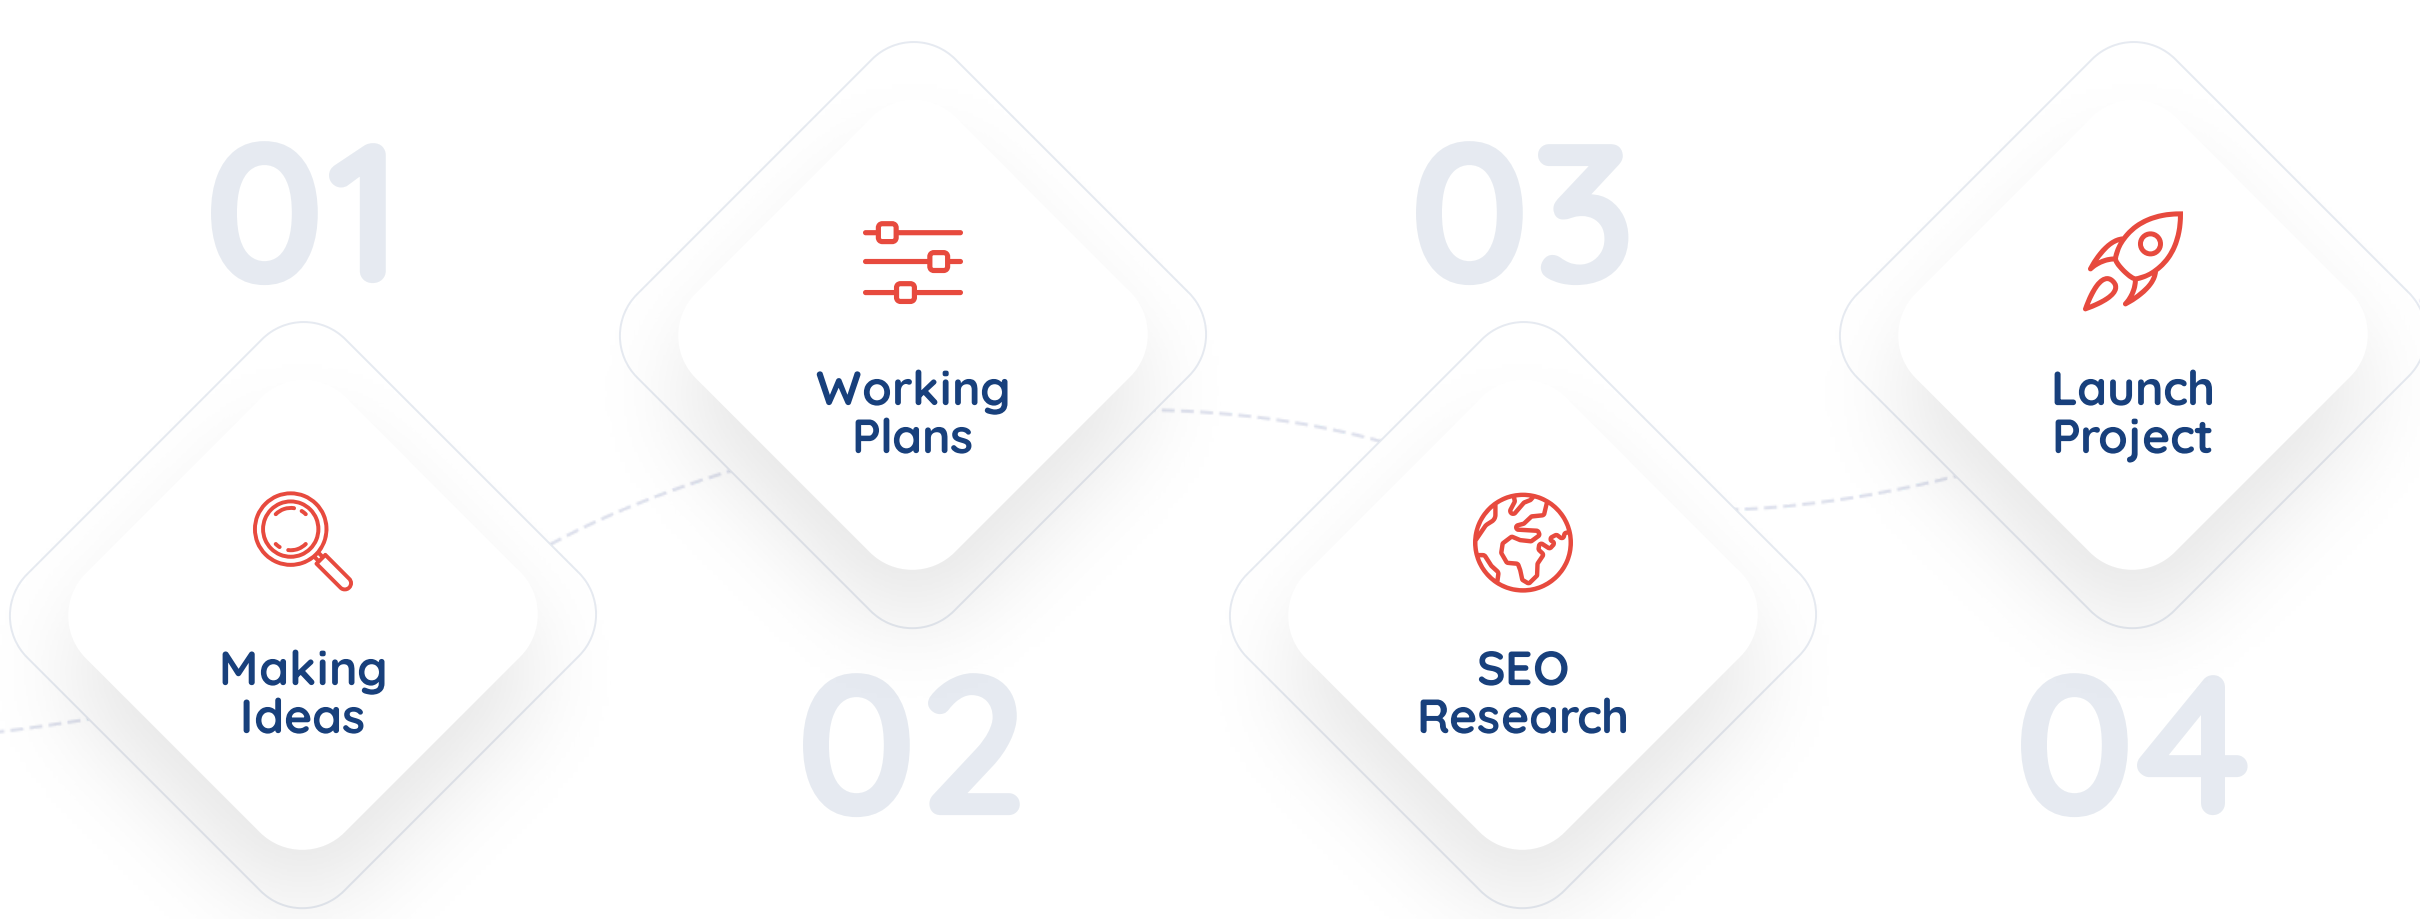 01
Making
Ideas
Working
Plans
02
03
SEO
Research
Launch
Project
04